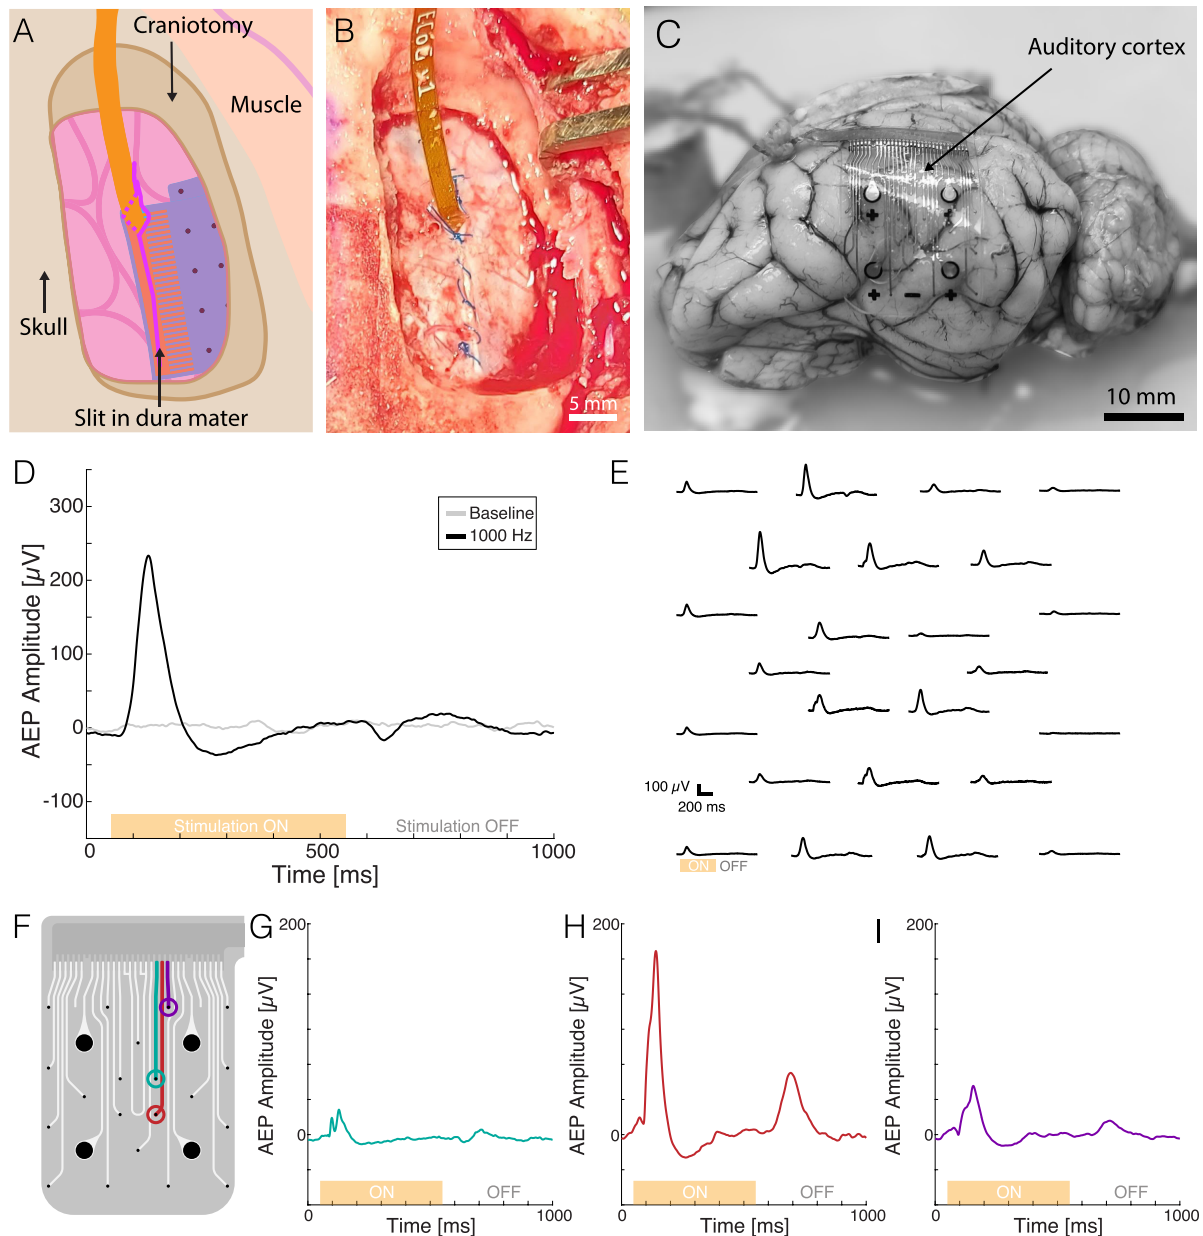 A
Craniotomy
Muscle
Skull
Slit in dura mater
B
ECoG X1
5 mm
C
Auditory cortex
+
+
+
-
+
10 mm
D
AEP Amplitude [µV]
300
200
100
0
-100
Baseline
1000 Hz
Stimulation ON
Stimulation OFF
0
500
1000
Time [ms]
E
100 µV
200 ms
ON OFF
F
G
AEP Amplitude [µV]
200
0
ON
OFF
0
1000
Time [ms]
H
AEP Amplitude [µV]
200
0
ON
OFF
0
1000
Time [ms]
I
AEP Amplitude [µV]
200
0
ON
OFF
0
1000
Time [ms]